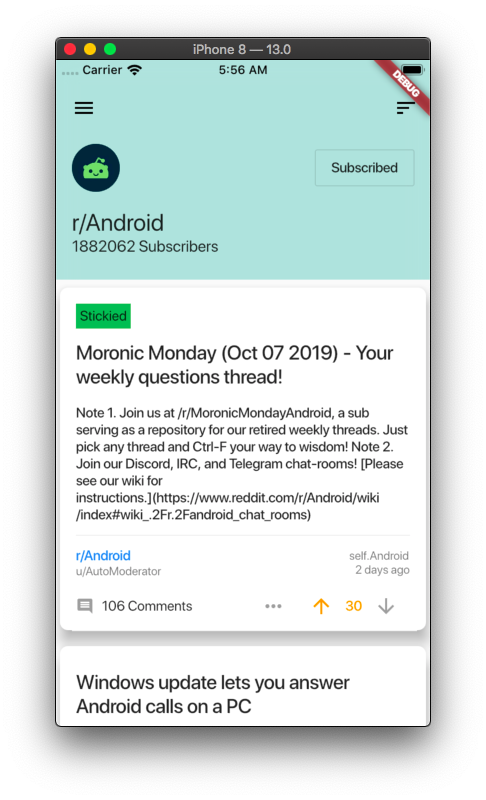 iPhone 8 — 13.0
Carrier 5:56 AM
DEBUG
Subscribed
r/Android
1882062 Subscribers
Stickied
Moronic Monday (Oct 07 2019) - Your
weekly questions thread!
Note 1. Join us at /r/MoronicMondayAndroid, a sub
serving as a repository for our retired weekly threads. Just
pick any thread and Ctrl-F your way to wisdom! Note 2.
Join our Discord, IRC, and Telegram chat-rooms! [Please
see our wiki for
instructions.](https://www.reddit.com/r/Android/wiki
/index#wiki_.2Fr.2Fandroid_chat_rooms)
r/Android self.Android
u/AutoModerator 2 days ago
106 Comments 30
Windows update lets you answer
Android calls on a PC